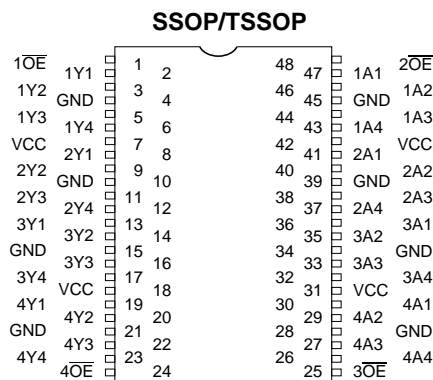 SSOP/TSSOP
1O̅E̅ 1 48 2O̅E̅
1Y1 2 47 1A1
1Y2 3 46 1A2
GND 4 45 GND
1Y3 5 44 1A3
1Y4 6 43 1A4
VCC 7 42 VCC
2Y1 8 41 2A1
2Y2 9 40 2A2
GND 10 39 GND
2Y3 11 38 2A3
2Y4 12 37 2A4
3Y1 13 36 3A1
3Y2 14 35 3A2
GND 15 34 GND
3Y3 16 33 3A3
3Y4 17 32 3A4
VCC 18 31 VCC
4Y1 19 30 4A1
4Y2 20 29 4A2
GND 21 28 GND
4Y3 22 27 4A3
4Y4 23 26 4A4
4O̅E̅ 24 25 3O̅E̅